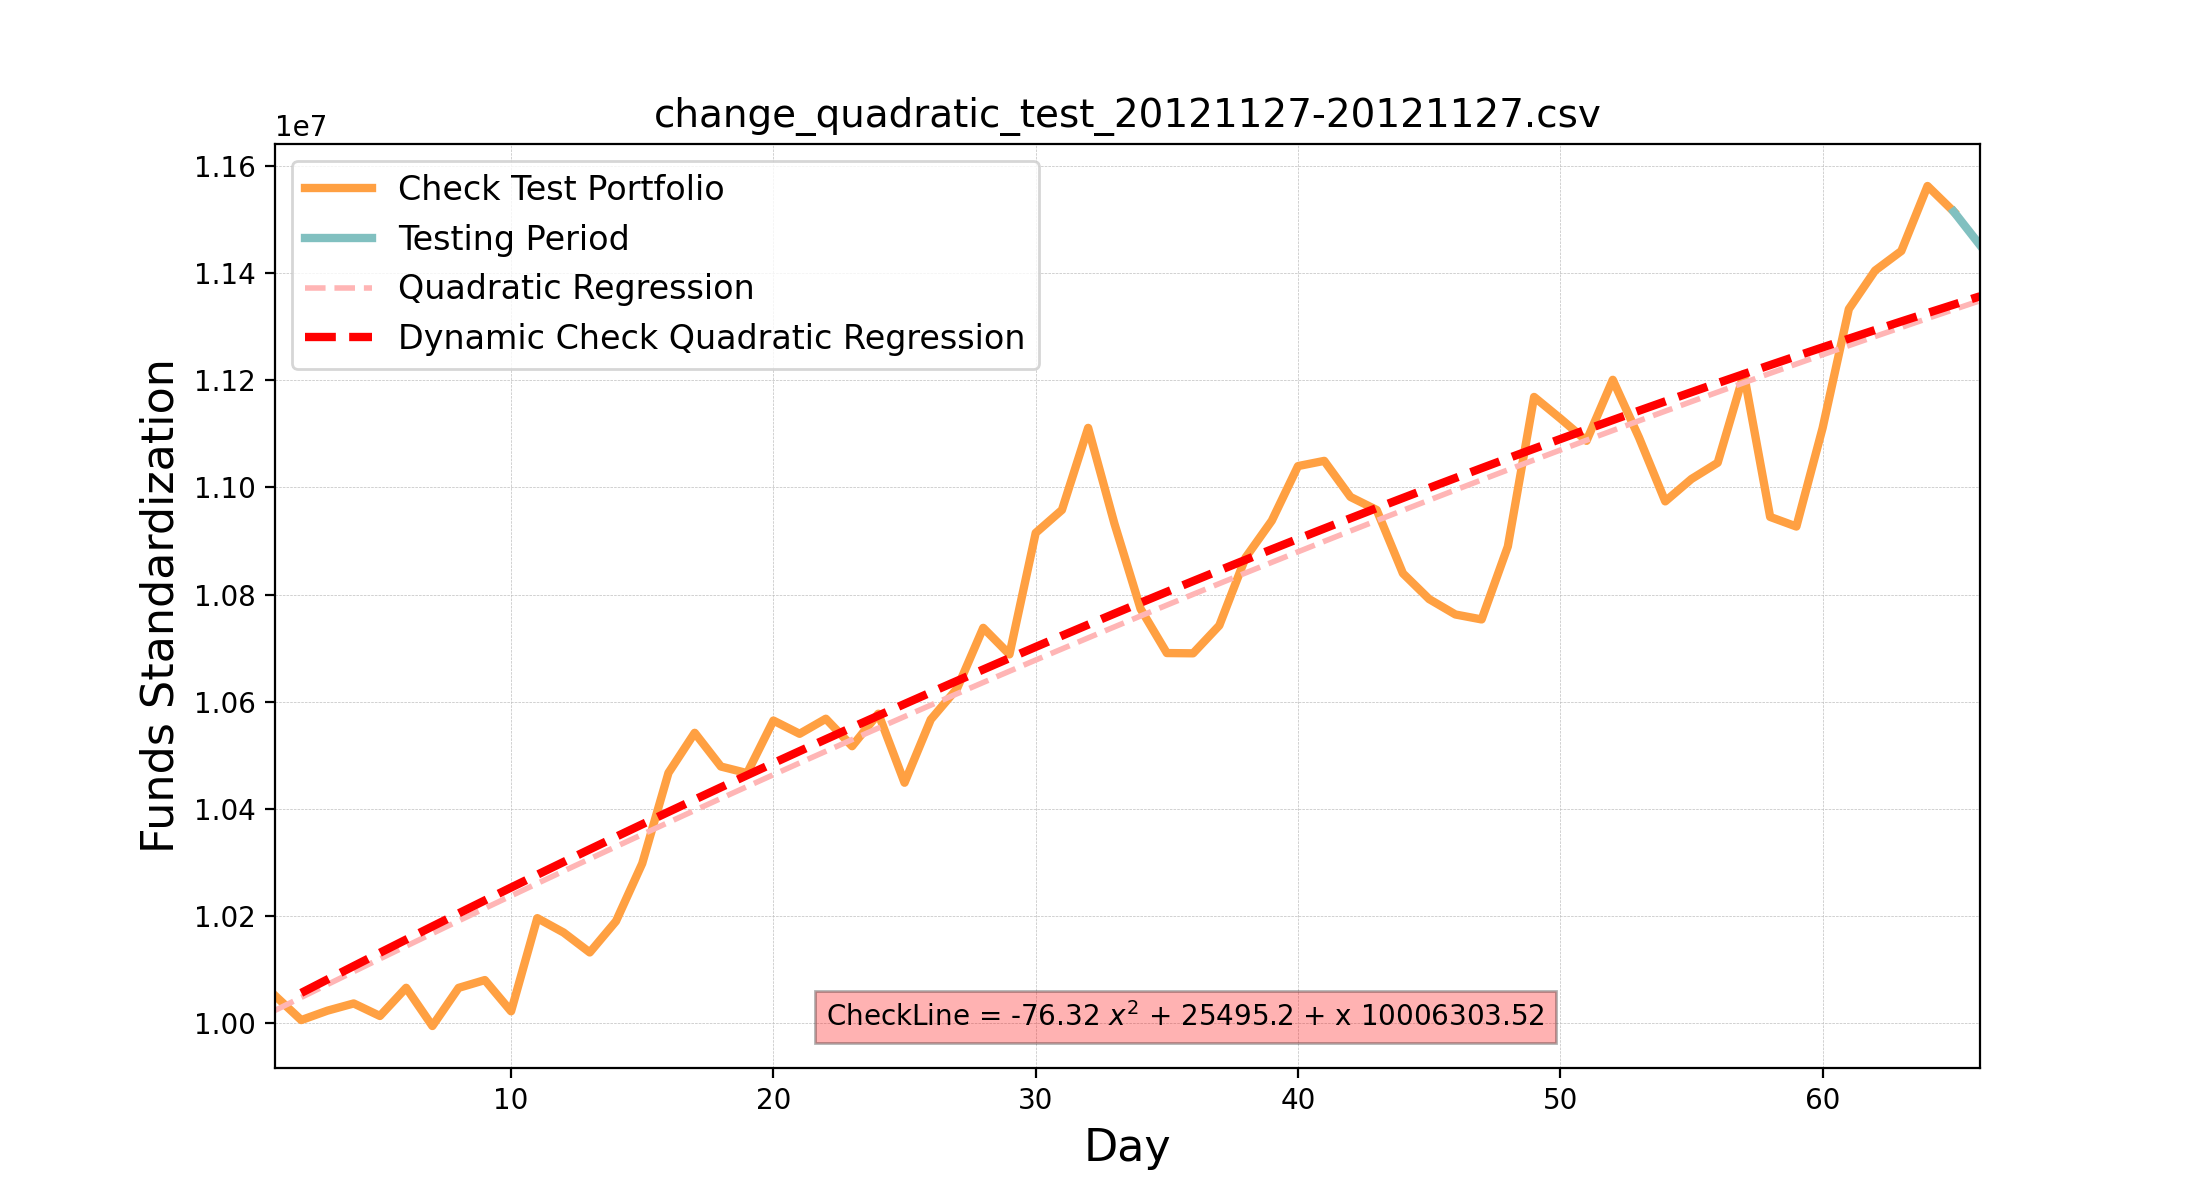 change_quadratic_test_20121127-20121127.csv
1e7
1.16
1.14
1.12
1.10
1.08
1.06
1.04
1.02
1.00
Funds Standardization
Check Test Portfolio
Testing Period
Quadratic Regression
Dynamic Check Quadratic Regression
CheckLine = -76.32 x² + 25495.2 + x 10006303.52
10 20 30 40 50 60
Day